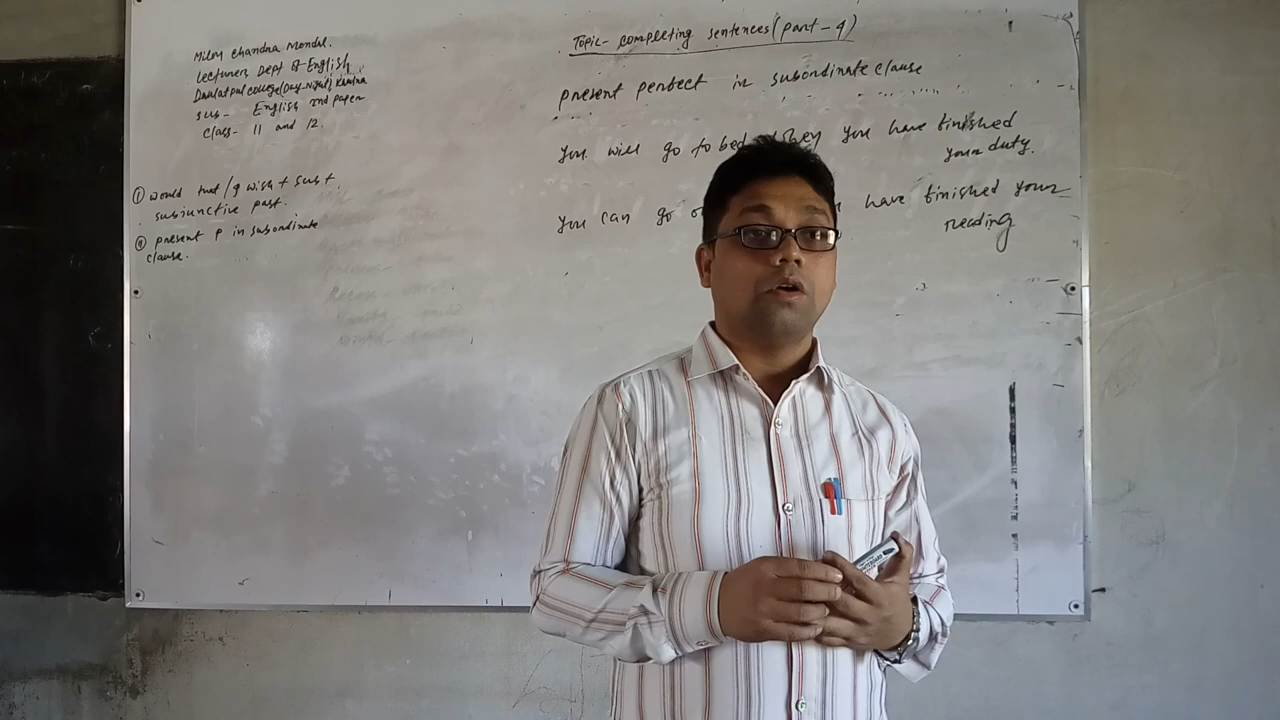 Milon Chandra Mondal.
Lecturer, Dept of English
Daulatpur college (Day-Night), Khulna
sub - English 2nd paper
class - 11 and 12.
① would that / I wish + sub +
subjunctive past.
② present p in subordinate
clause.
Topic - completing sentences (part - 4)
present perfect in subordinate clause
You will go to bed when you have finished
your duty.
You can go have finished your
reading